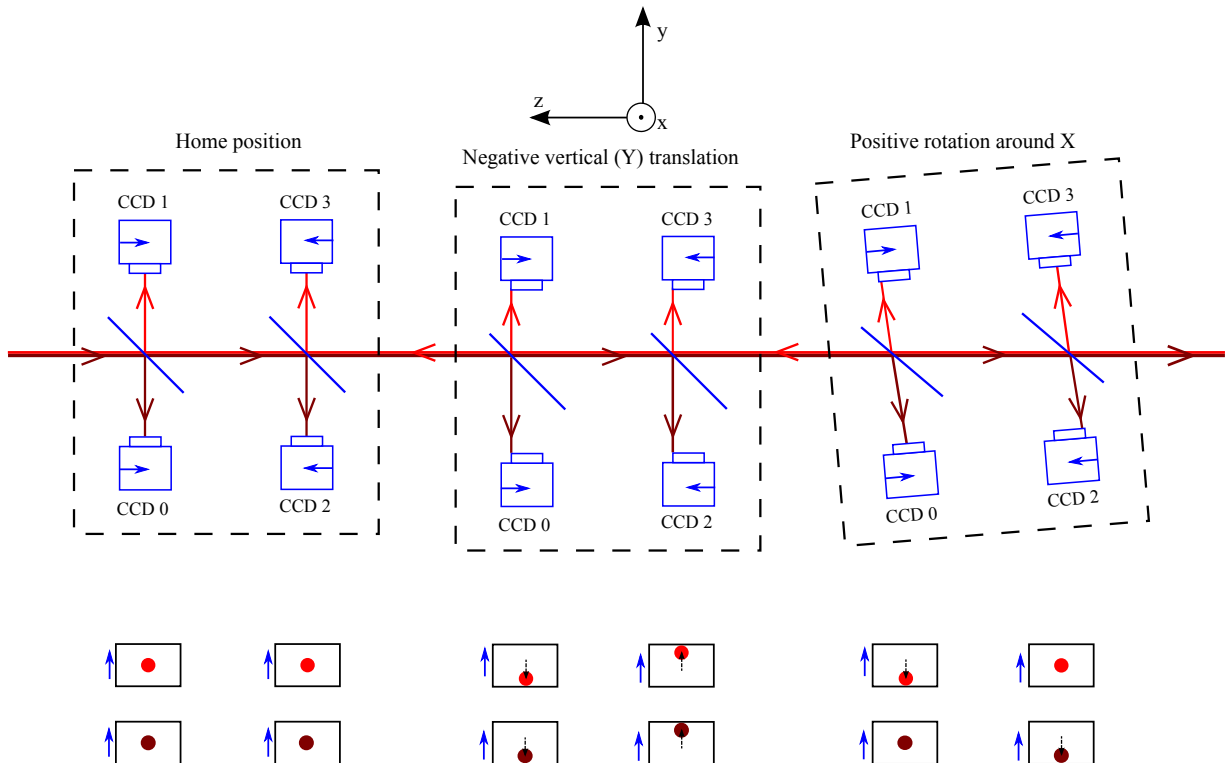 y
z
x
Home position
Negative vertical (Y) translation
Positive rotation around X
CCD 1
CCD 3
CCD 1
CCD 3
CCD 1
CCD 3
CCD 0
CCD 2
CCD 0
CCD 2
CCD 0
CCD 2